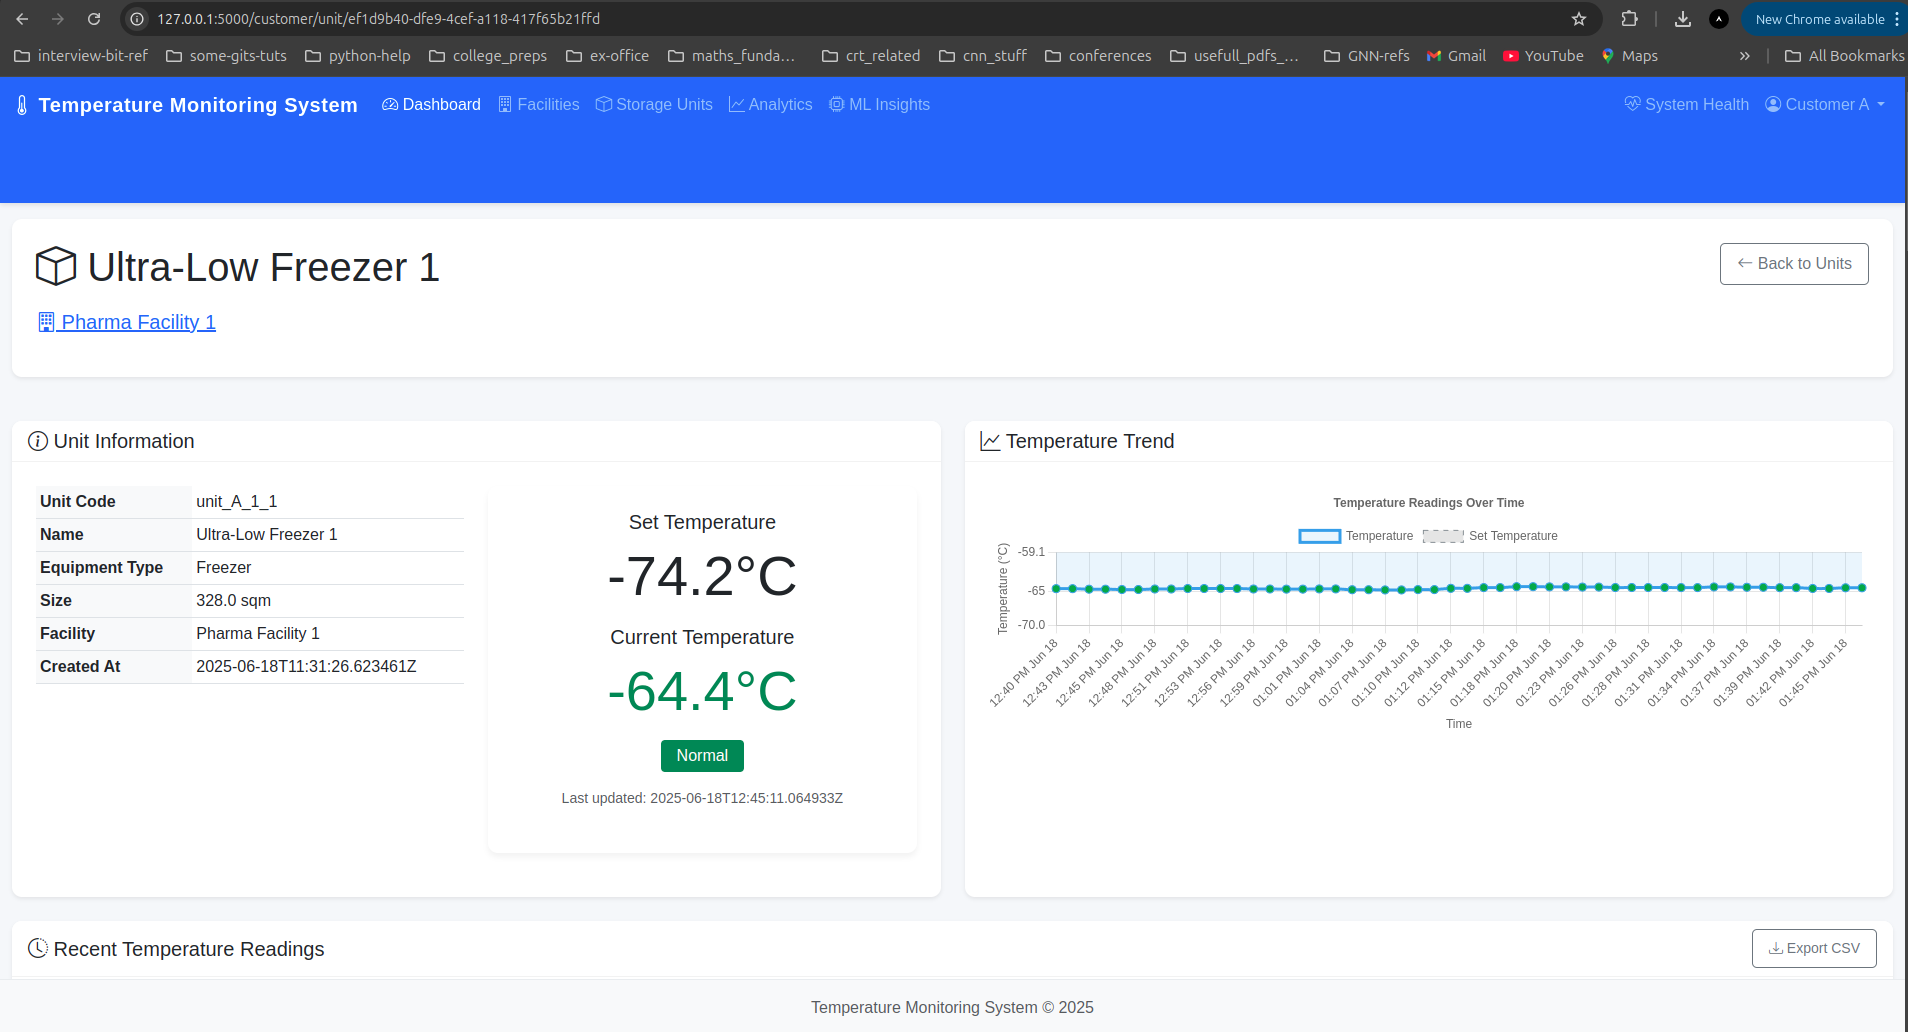 127.0.0.1:5000/customer/unit/ef1d9b40-dfe9-4cef-a118-417f65b21ffd
New Chrome available
interview-bit-ref some-gits-tuts python-help college_preps ex-office maths_funda... crt_related cnn_stuff conferences usefull_pdfs_... GNN-refs Gmail YouTube Maps » All Bookmarks
Temperature Monitoring System Dashboard Facilities Storage Units Analytics ML Insights System Health Customer A
Ultra-Low Freezer 1
Back to Units
Pharma Facility 1
Unit Information
Unit Code unit_A_1_1
Name Ultra-Low Freezer 1
Equipment Type Freezer
Size 328.0 sqm
Facility Pharma Facility 1
Created At 2025-06-18T11:31:26.623461Z
Set Temperature
-74.2°C
Current Temperature
-64.4°C
Normal
Last updated: 2025-06-18T12:45:11.064933Z
Temperature Trend
Temperature Readings Over Time
Temperature Set Temperature
Temperature (°C)
-59.1
-65
-70.0
12:40 PM Jun 18
12:43 PM Jun 18
12:45 PM Jun 18
12:48 PM Jun 18
12:51 PM Jun 18
12:53 PM Jun 18
12:56 PM Jun 18
12:59 PM Jun 18
01:01 PM Jun 18
01:04 PM Jun 18
01:07 PM Jun 18
01:10 PM Jun 18
01:12 PM Jun 18
01:15 PM Jun 18
01:18 PM Jun 18
01:20 PM Jun 18
01:23 PM Jun 18
01:26 PM Jun 18
01:28 PM Jun 18
01:31 PM Jun 18
01:34 PM Jun 18
01:37 PM Jun 18
01:39 PM Jun 18
01:42 PM Jun 18
01:45 PM Jun 18
Time
Recent Temperature Readings
Export CSV
Temperature Monitoring System © 2025